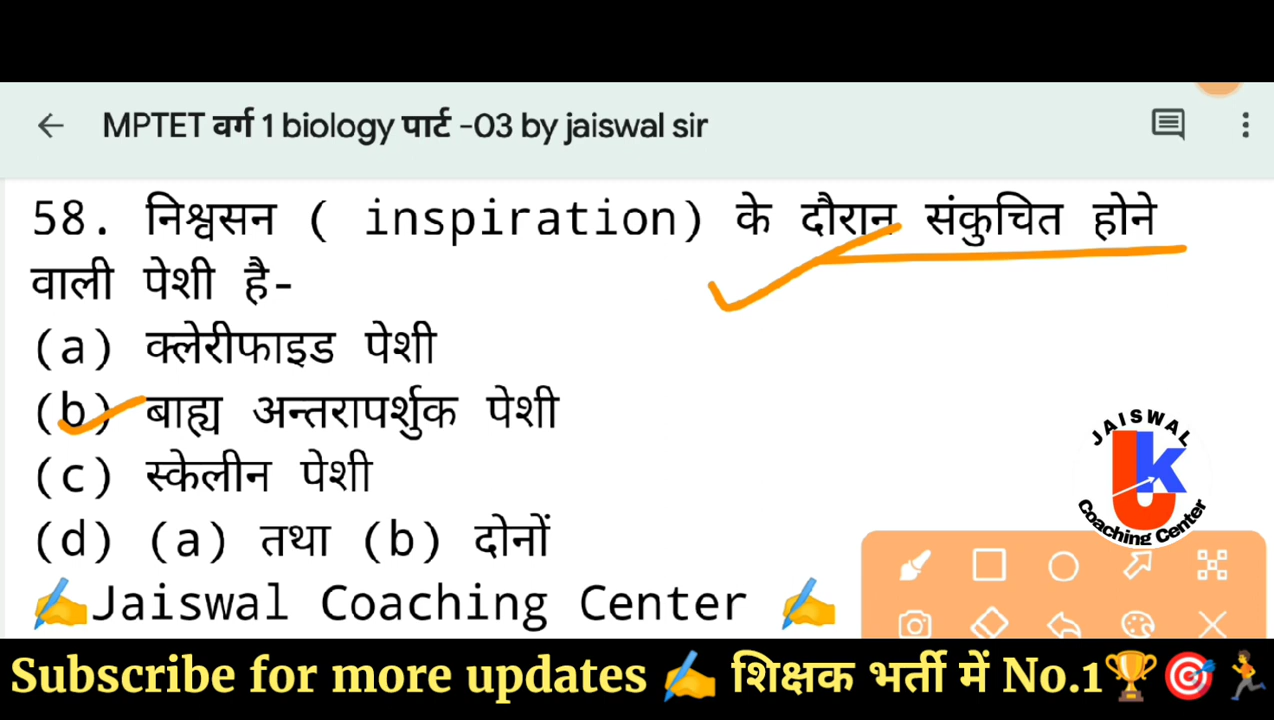 MPTET वर्ग 1 biology पार्ट -03 by jaiswal sir
58. निश्वसन ( inspiration) के दौरान संकुचित होने
वाली पेशी है-
(a) क्लेरीफाइड पेशी
(b) बाह्य अन्तरापर्शुक पेशी
(c) स्केलीन पेशी
(d) (a) तथा (b) दोनों
✍️Jaiswal Coaching Center ✍️
JAISWAL
Jk
Coaching Center
Subscribe for more updates ✍️ शिक्षक भर्ती में No.1🏆🎯🏃